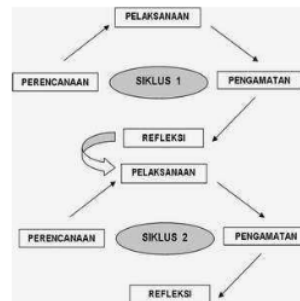 PELAKSANAAN
PERENCANAAN
SIKLUS 1
PENGAMATAN
REFLEKSI
PELAKSANAAN
PERENCANAAN
SIKLUS 2
PENGAMATAN
REFLEKSI